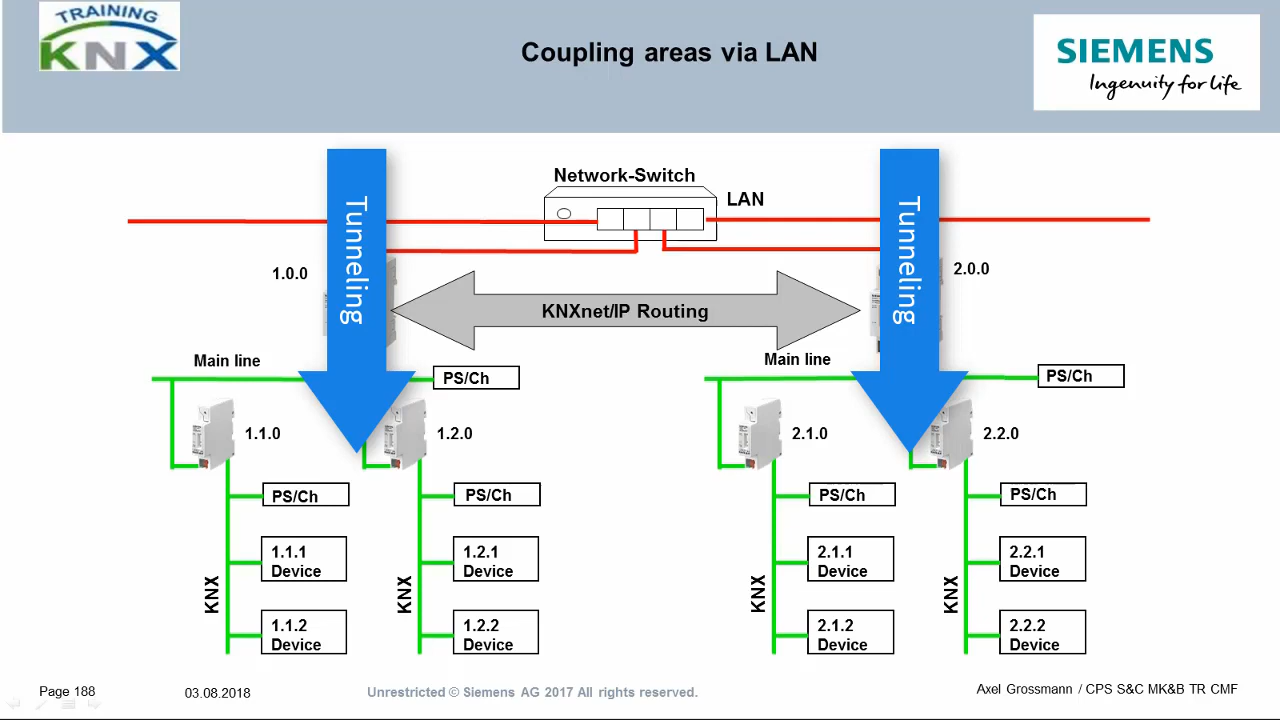 TRAINING
KNX
Coupling areas via LAN
SIEMENS
Ingenuity for life
Network-Switch
LAN
Tunneling
Tunneling
1.0.0
2.0.0
KNXnet/IP Routing
Main line
Main line
PS/Ch
PS/Ch
1.1.0
1.2.0
2.1.0
2.2.0
PS/Ch
PS/Ch
PS/Ch
PS/Ch
1.1.1
Device
1.2.1
Device
2.1.1
Device
2.2.1
Device
KNX
KNX
KNX
KNX
1.1.2
Device
1.2.2
Device
2.1.2
Device
2.2.2
Device
Page 188
03.08.2018
Unrestricted © Siemens AG 2017 All rights reserved.
Axel Grossmann / CPS S&C MK&B TR CMF